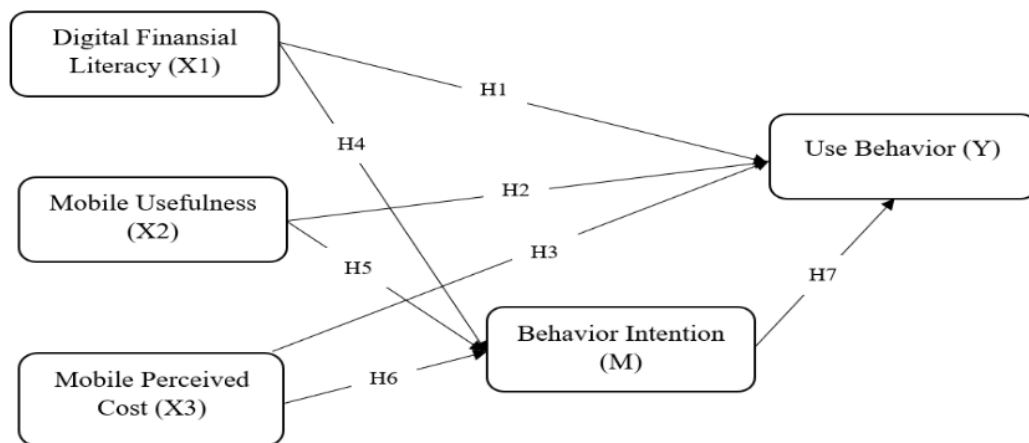 Digital Finansial
Literacy (X1)
H1
H4
Use Behavior (Y)
Mobile Usefulness
(X2)
H2
H3
H5
H7
Behavior Intention
(M)
Mobile Perceived
Cost (X3)
H6